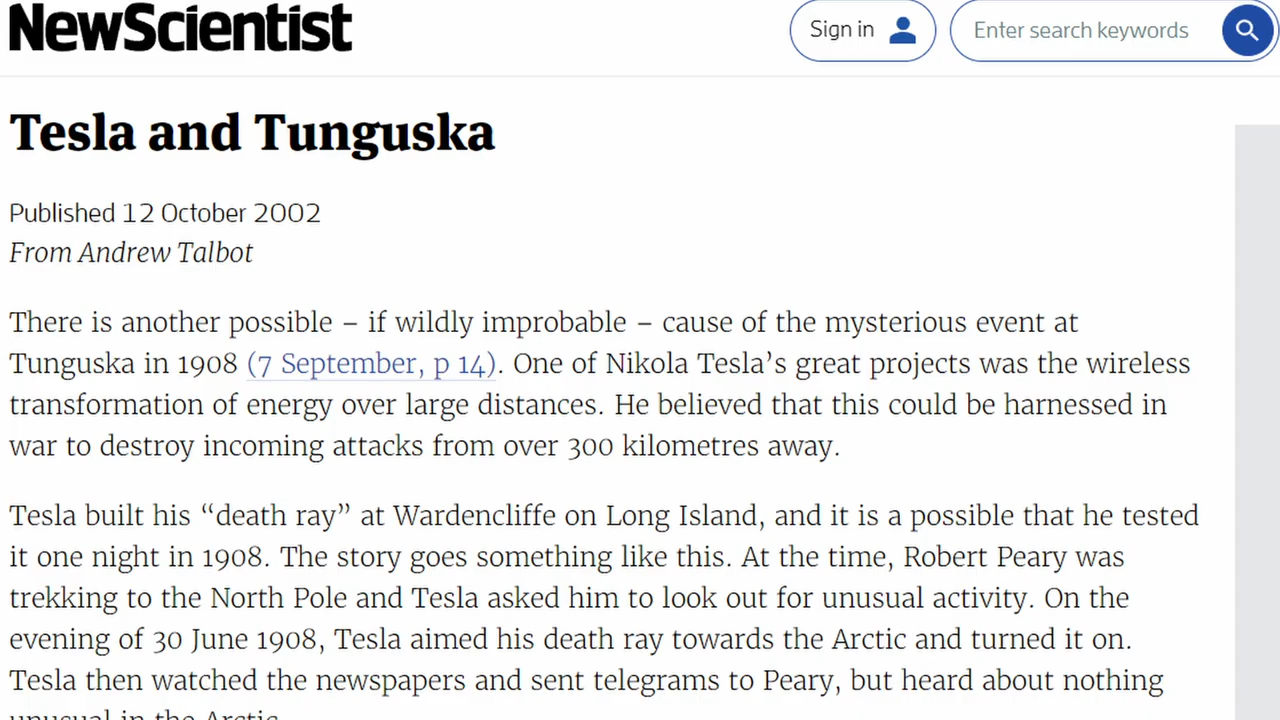 NewScientist
Sign in
Enter search keywords
Tesla and Tunguska
Published 12 October 2002
From Andrew Talbot
There is another possible – if wildly improbable – cause of the mysterious event at
Tunguska in 1908 (7 September, p 14). One of Nikola Tesla’s great projects was the wireless
transformation of energy over large distances. He believed that this could be harnessed in
war to destroy incoming attacks from over 300 kilometres away.
Tesla built his “death ray” at Wardencliffe on Long Island, and it is a possible that he tested
it one night in 1908. The story goes something like this. At the time, Robert Peary was
trekking to the North Pole and Tesla asked him to look out for unusual activity. On the
evening of 30 June 1908, Tesla aimed his death ray towards the Arctic and turned it on.
Tesla then watched the newspapers and sent telegrams to Peary, but heard about nothing
unusual in the Arctic.